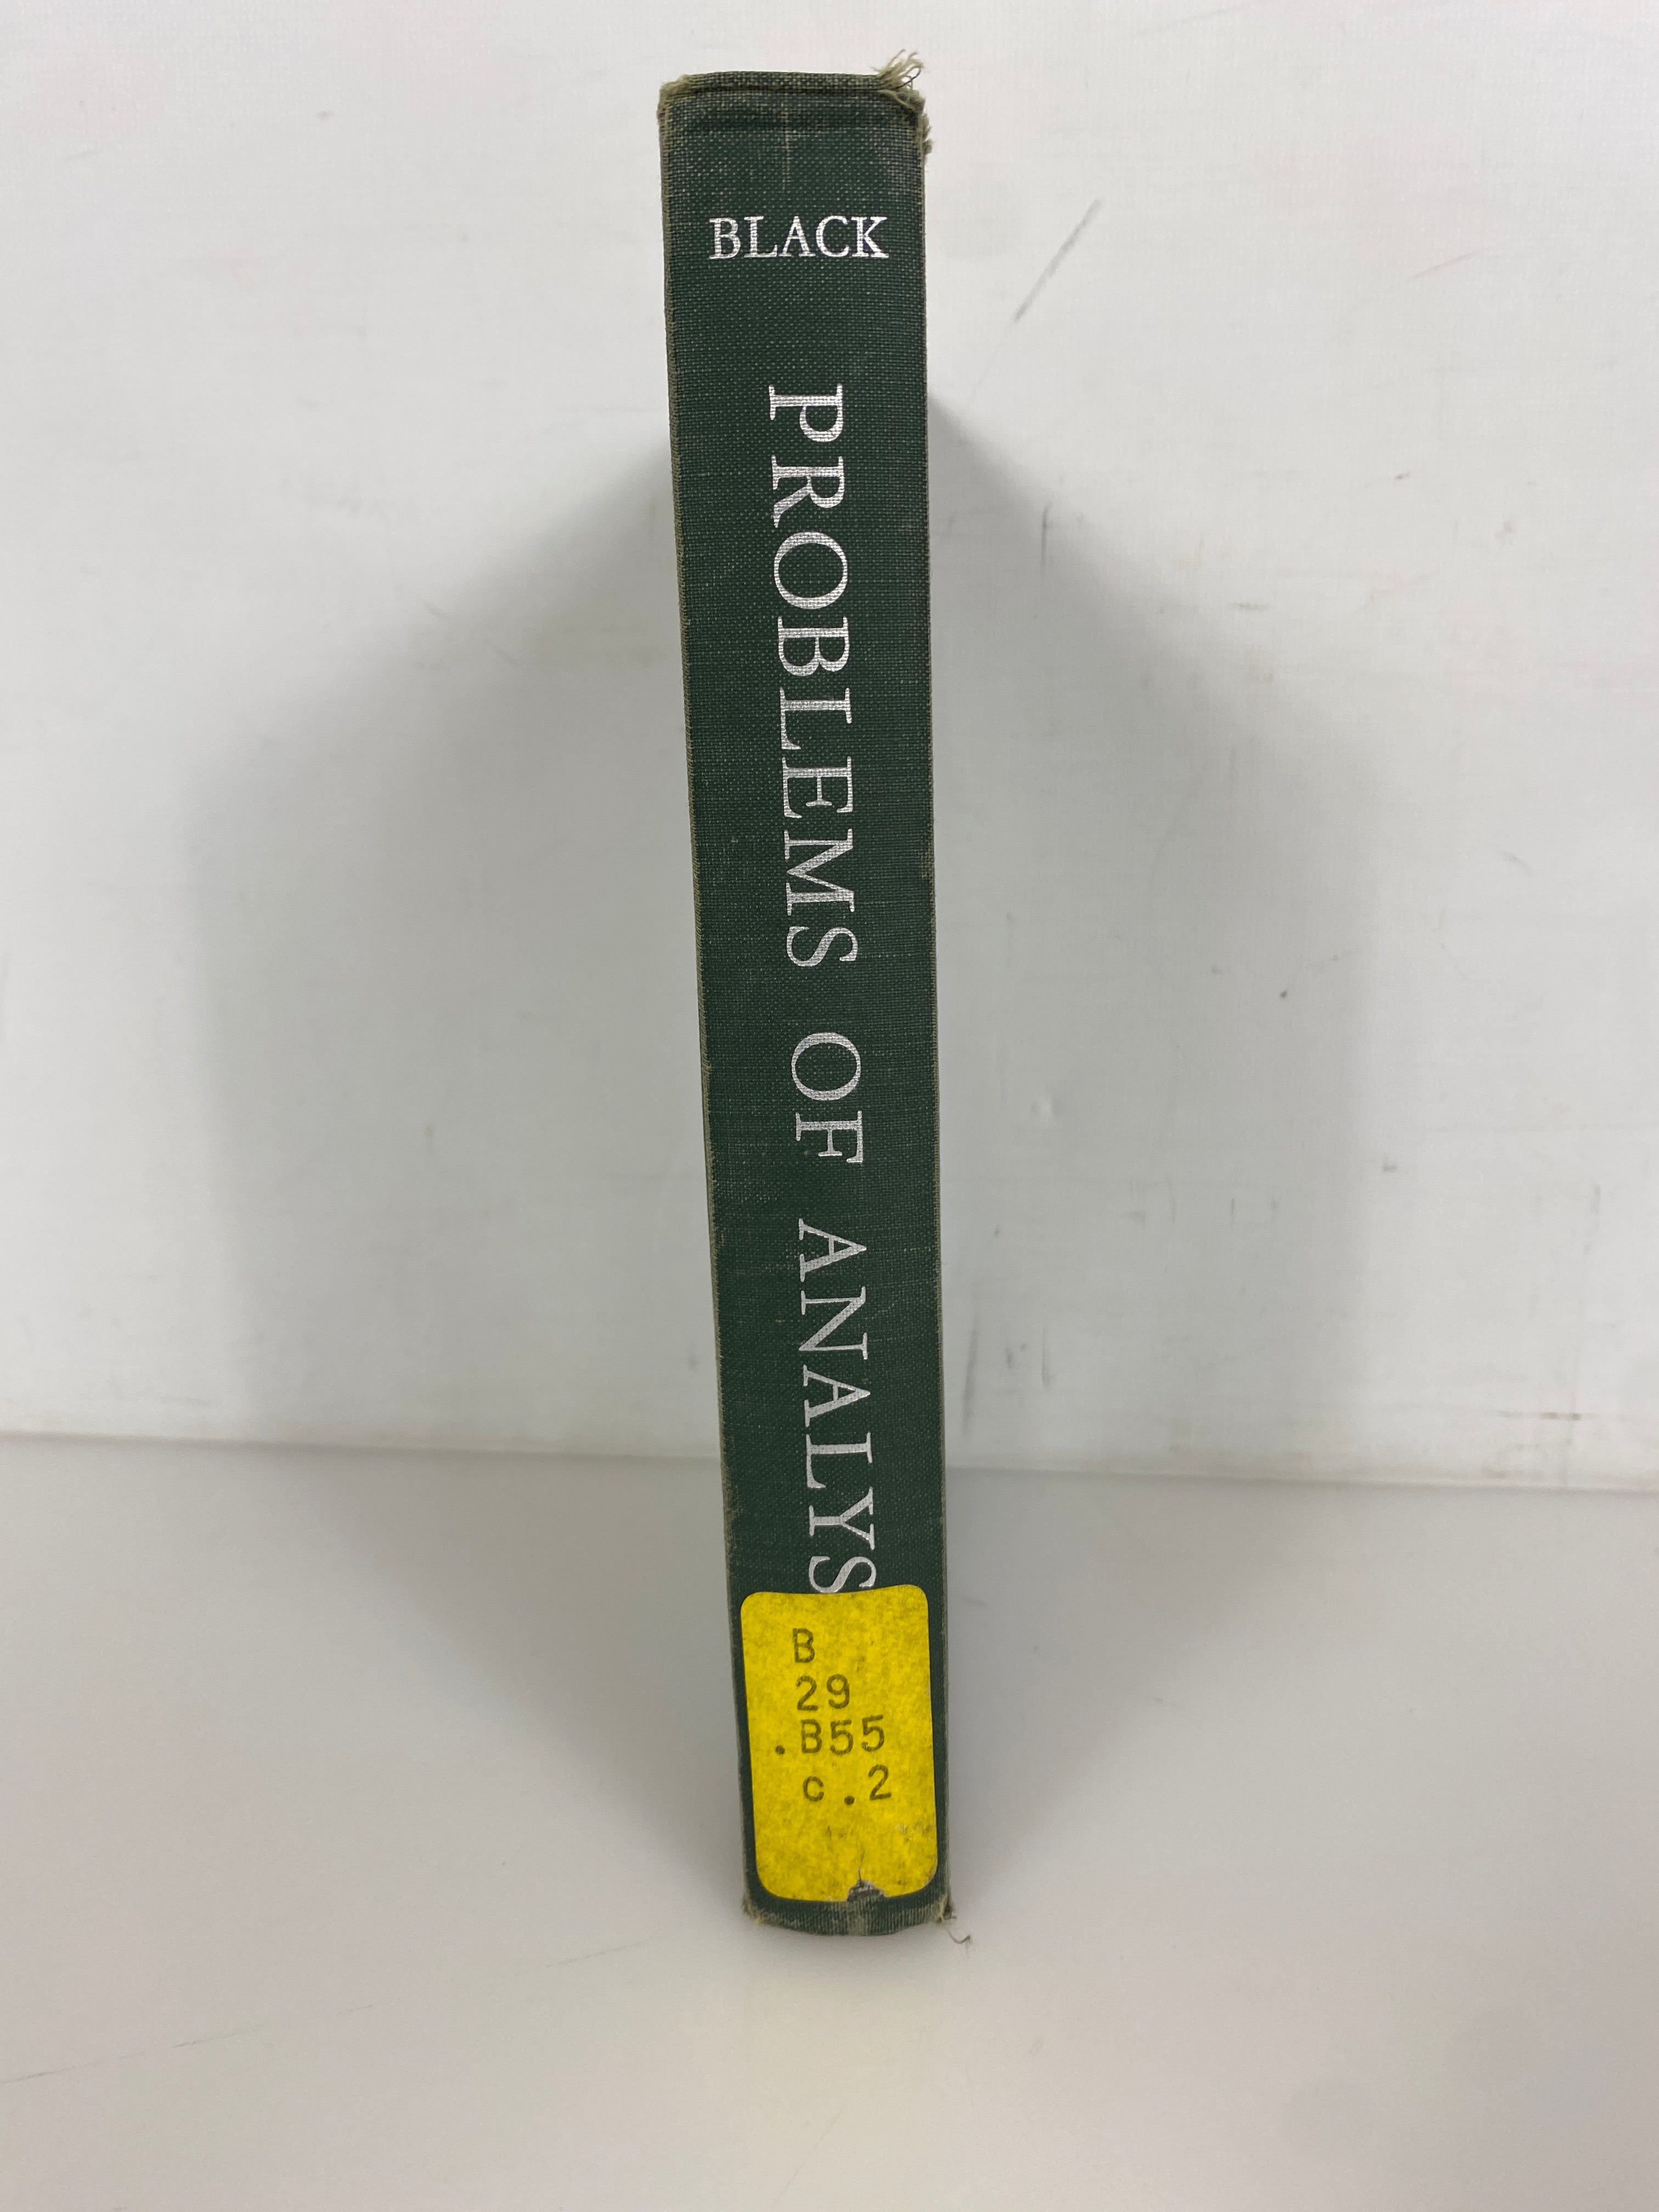 BLACK
PROBLEMS OF ANALYS
B
29
.B55
c.2